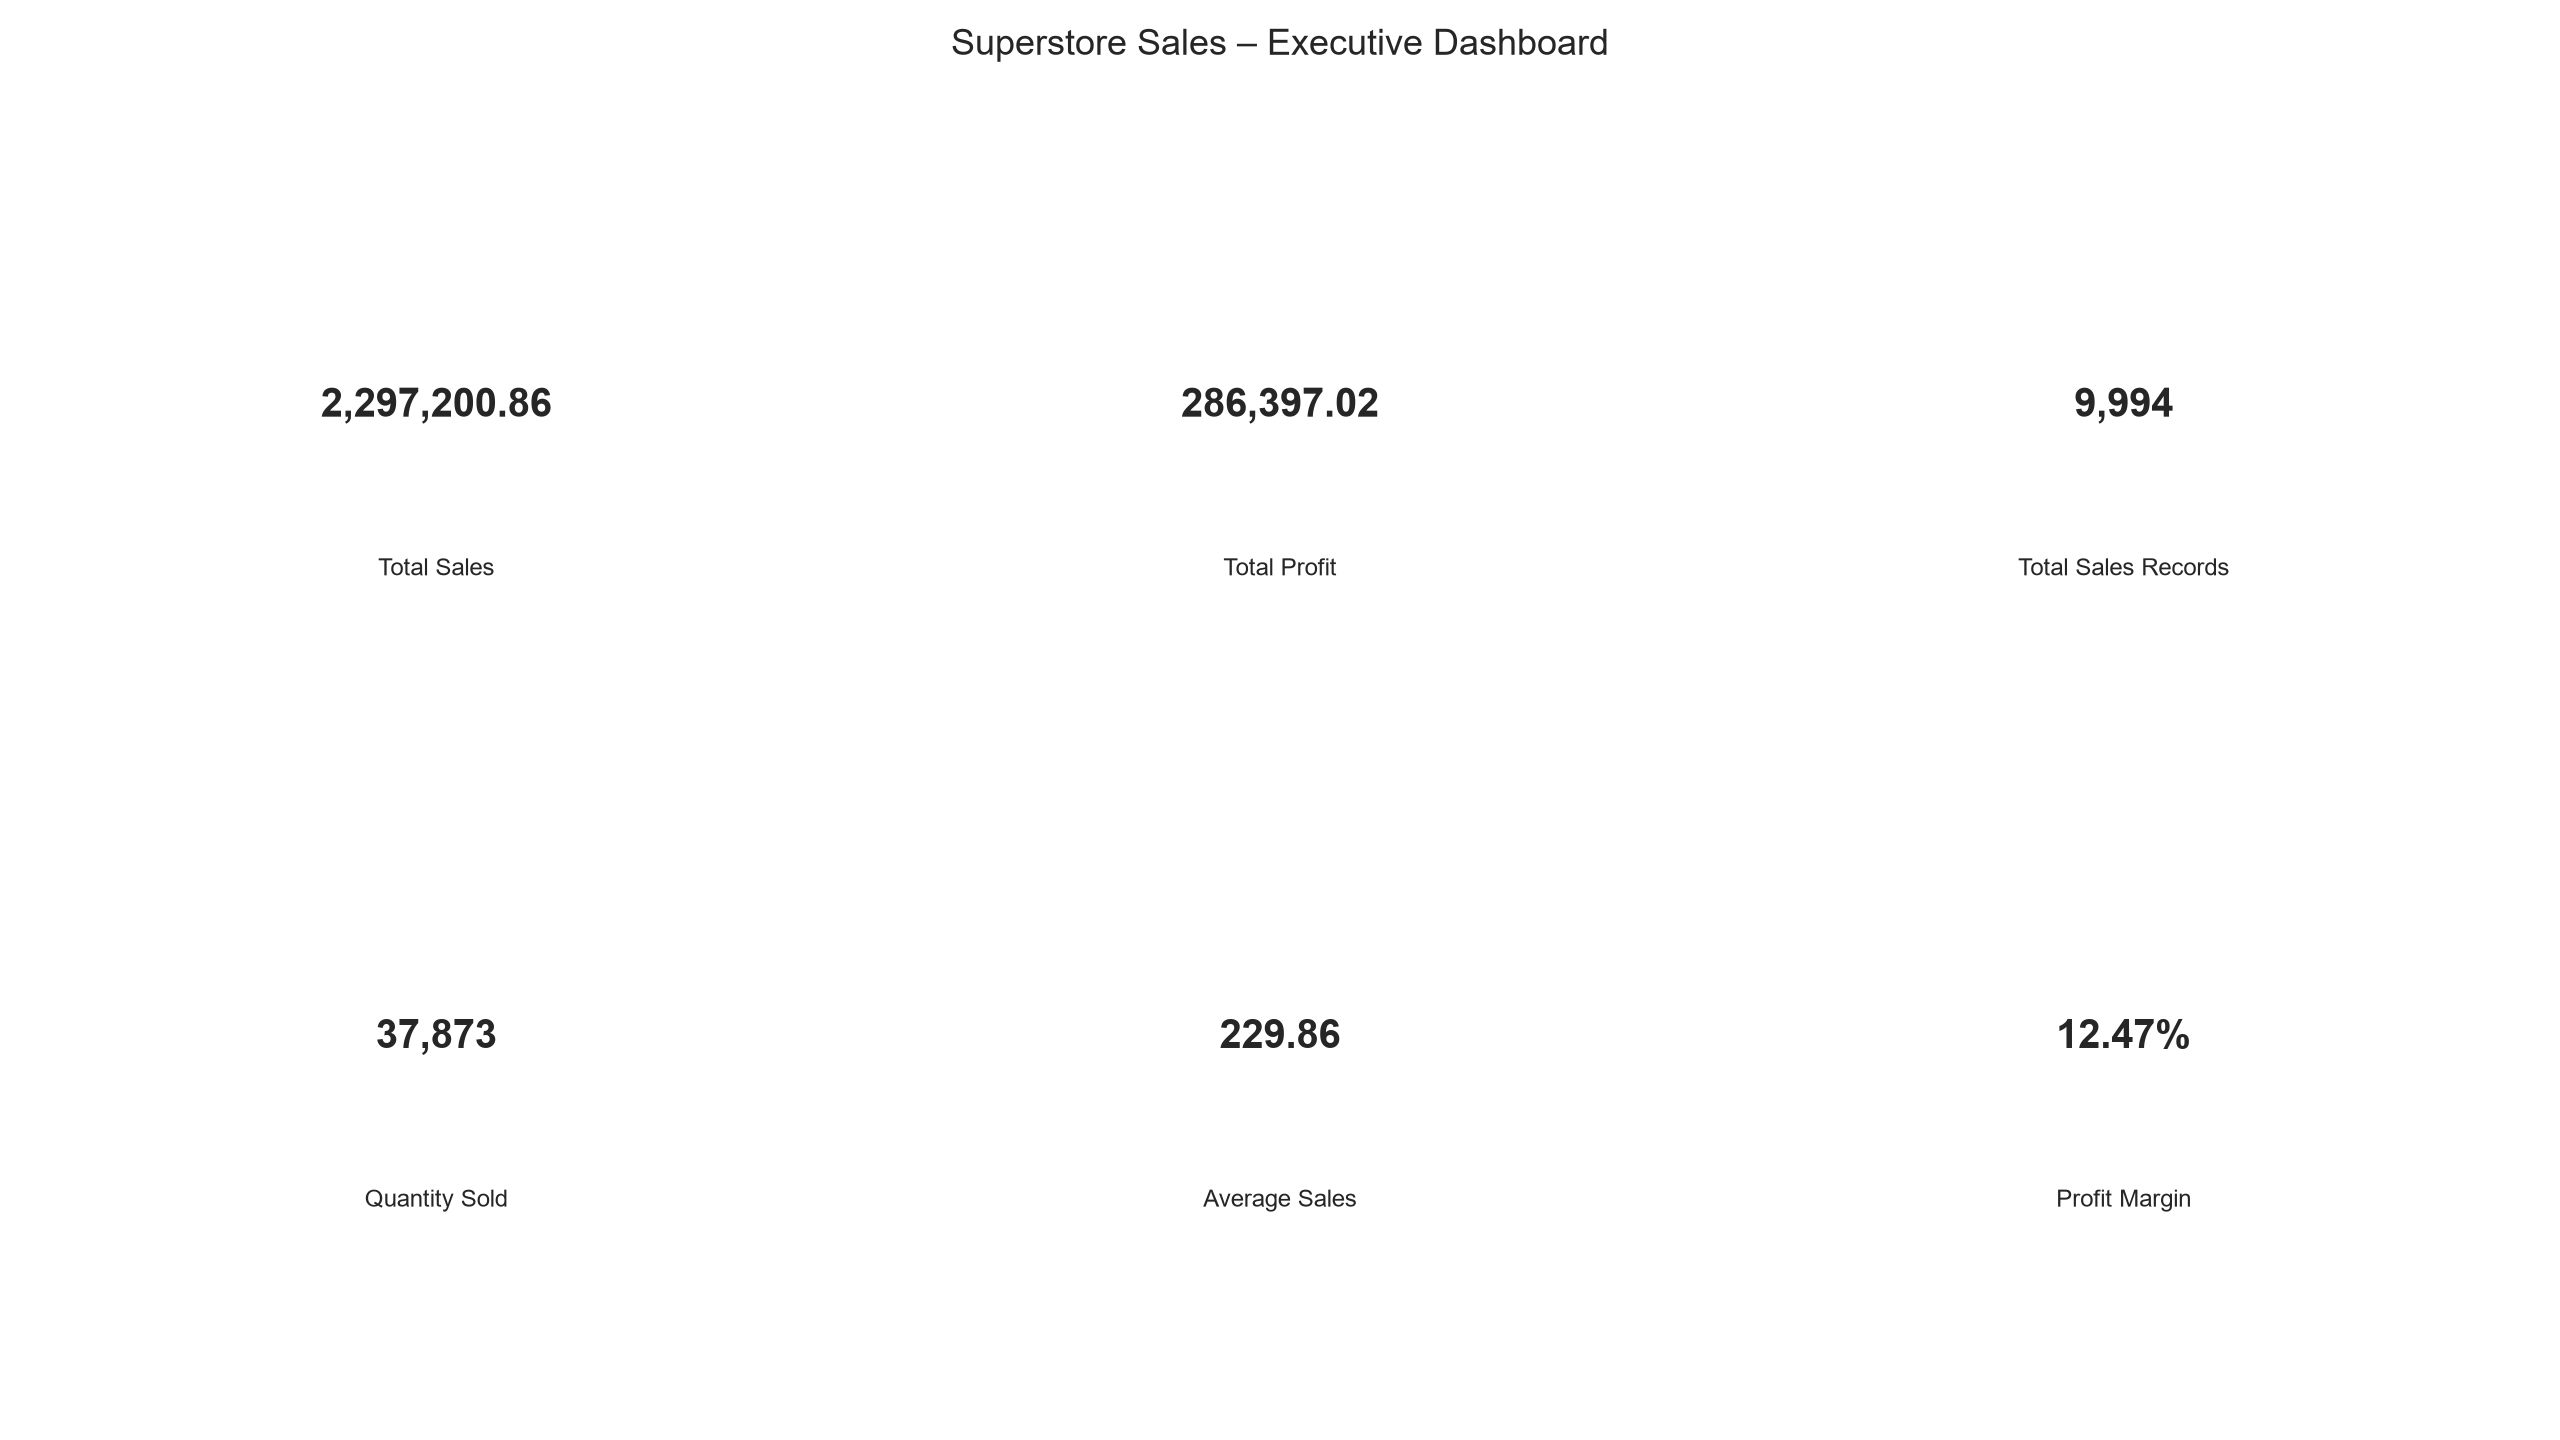 Superstore Sales – Executive Dashboard
2,297,200.86
286,397.02
9,994
Total Sales
Total Profit
Total Sales Records
37,873
229.86
12.47%
Quantity Sold
Average Sales
Profit Margin